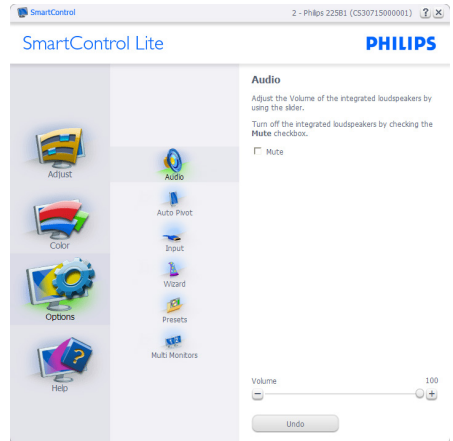 SmartControl
2 - Philips 225B1 (CS30715000001)
?
SmartControl Lite
PHILIPS
Adjust
Color
Options
Help
Audio
Auto Pivot
Input
Wizard
Presets
Multi Monitors
Audio
Adjust the Volume of the integrated loudspeakers by
using the slider.
Turn off the integrated loudspeakers by checking the
Mute checkbox.
Mute
Volume
100
Undo